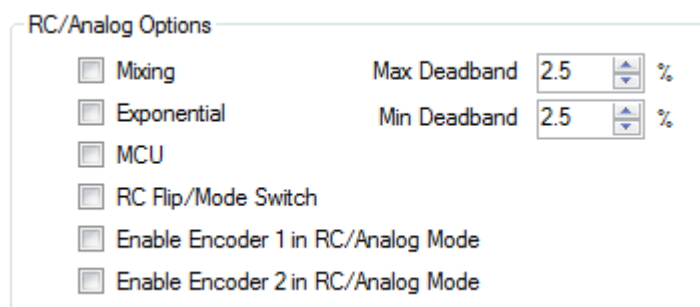 RC/Analog Options
Mixing Max Deadband 2.5 %
Exponential Min Deadband 2.5 %
MCU
RC Flip/Mode Switch
Enable Encoder 1 in RC/Analog Mode
Enable Encoder 2 in RC/Analog Mode